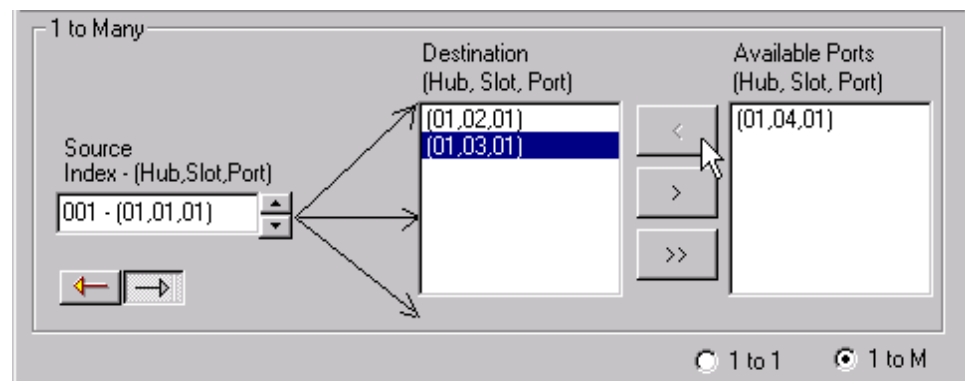 1 to Many
Source
Index - (Hub,Slot,Port)
001 - (01,01,01)
Destination
(Hub, Slot, Port)
(01,02,01)
(01,03,01)
<
>
>>
Available Ports
(Hub, Slot, Port)
(01,04,01)
1 to 1
1 to M